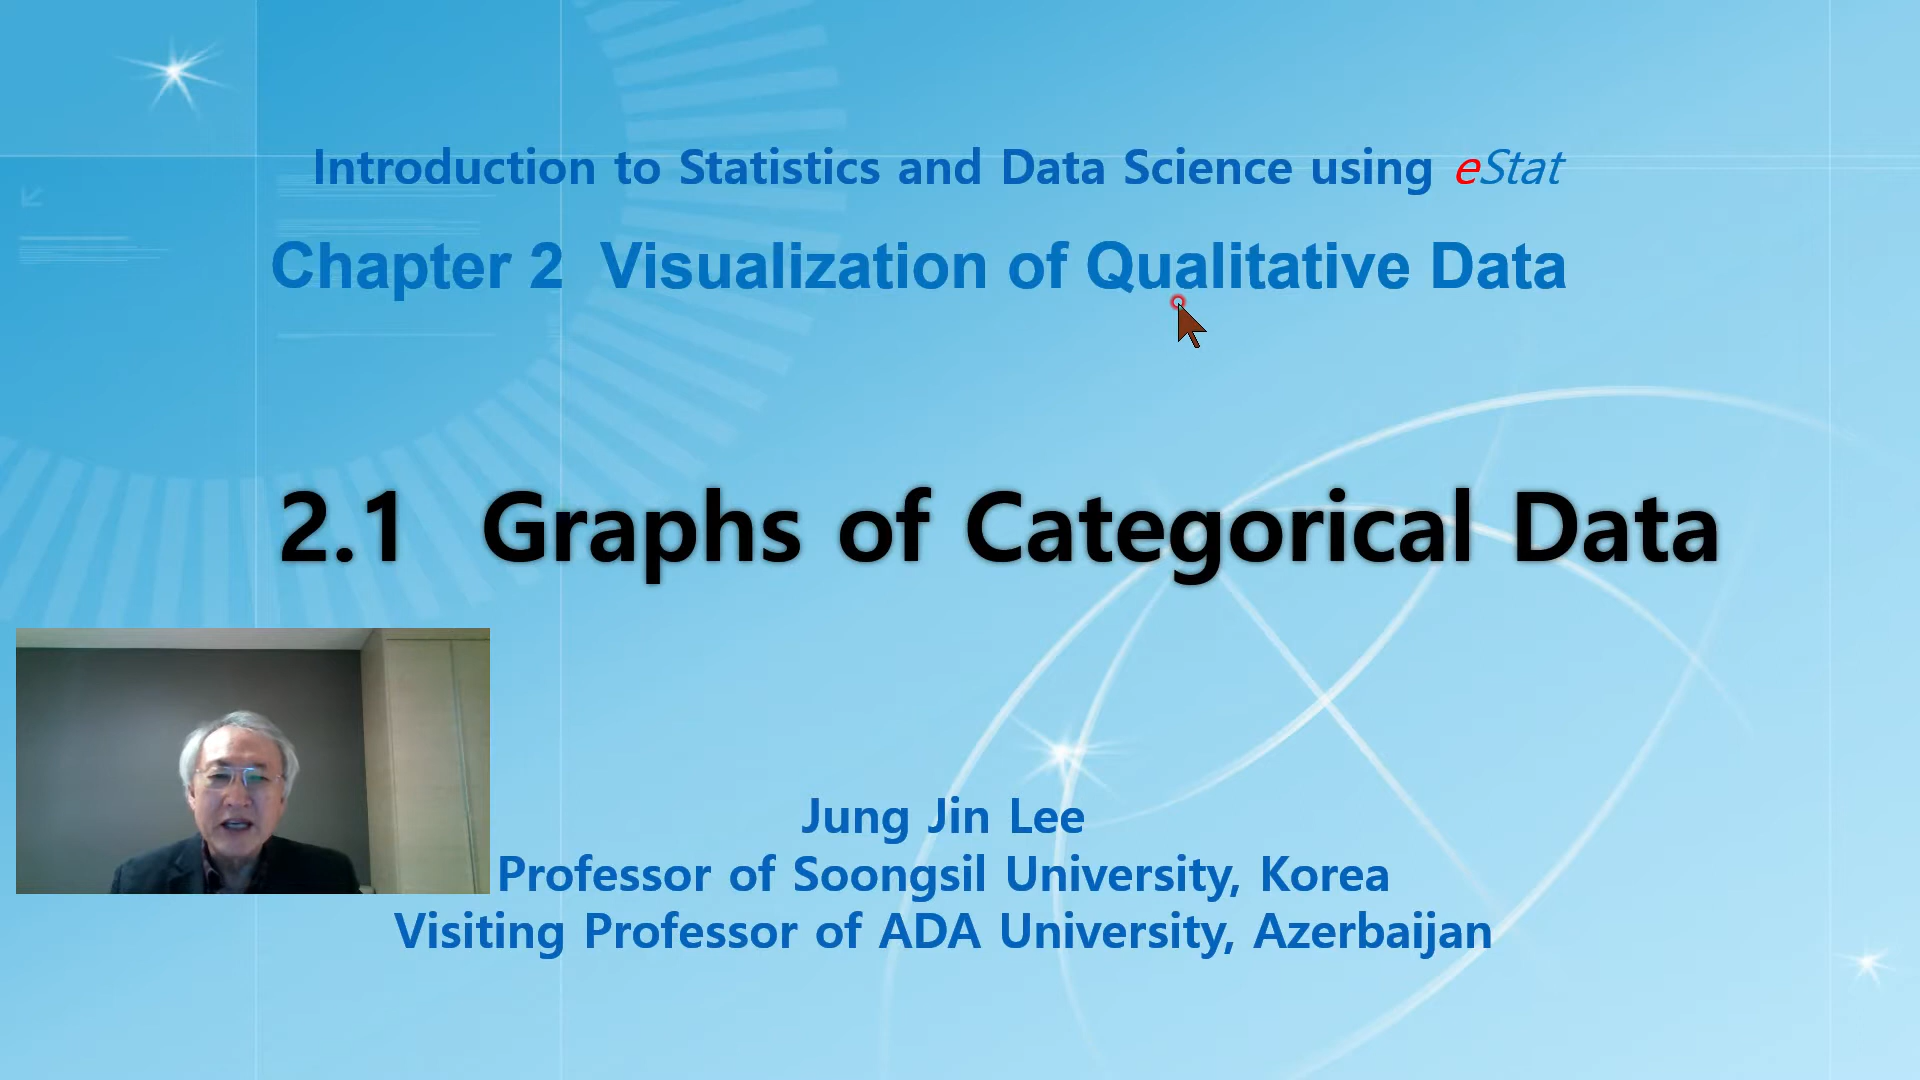 Introduction to Statistics and Data Science using eStat
Chapter 2 Visualization of Qualitative Data
2.1 Graphs of Categorical Data
Jung Jin Lee
Professor of Soongsil University, Korea
Visiting Professor of ADA University, Azerbaijan